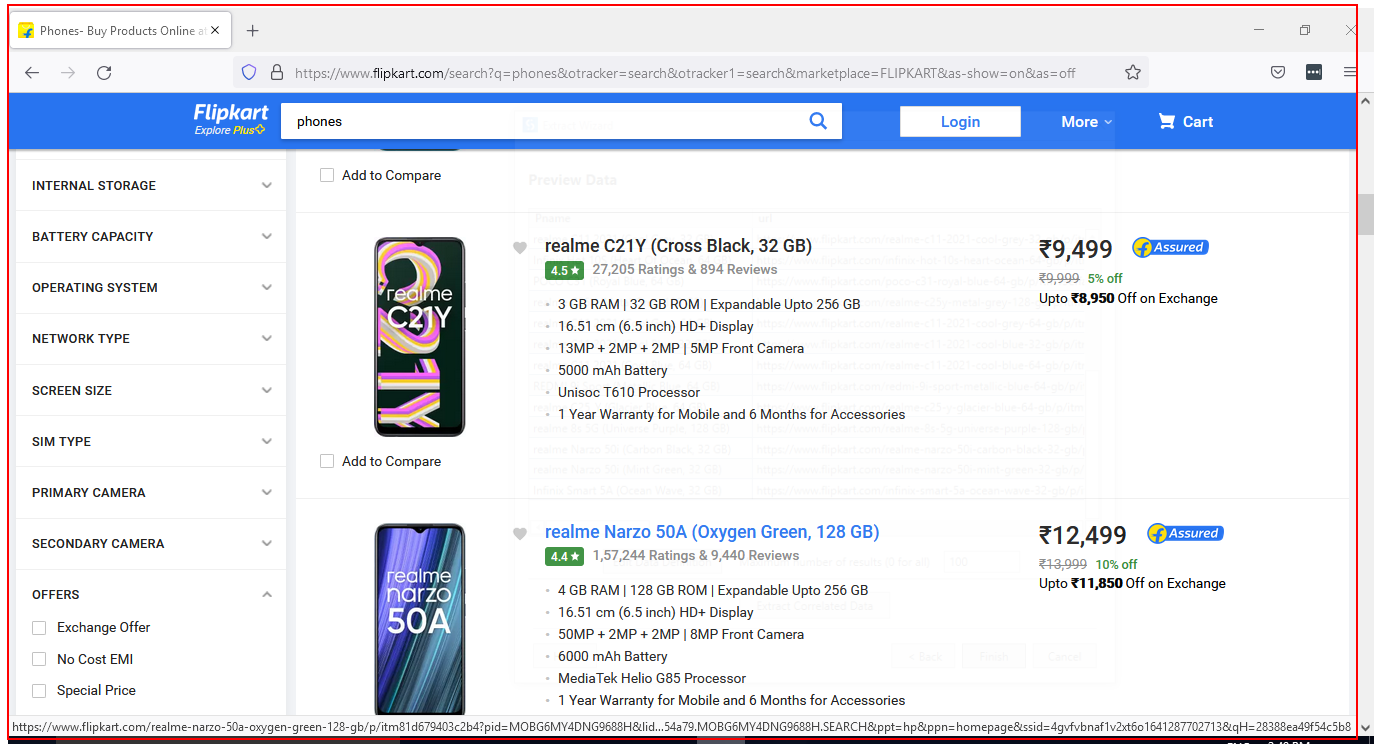 Phones- Buy Products Online at
https://www.flipkart.com/search?q=phones&otracker=search&otracker1=search&marketplace=FLIPKART&as-show=on&as=off
Flipkart
Explore Plus
phones
Login
More
Cart
INTERNAL STORAGE
BATTERY CAPACITY
OPERATING SYSTEM
NETWORK TYPE
SCREEN SIZE
SIM TYPE
PRIMARY CAMERA
SECONDARY CAMERA
OFFERS
Exchange Offer
No Cost EMI
Special Price
Add to Compare
Preview Data
realme
C21Y
realme C21Y (Cross Black, 32 GB)
4.5★ 27,205 Ratings & 894 Reviews
3 GB RAM | 32 GB ROM | Expandable Upto 256 GB
16.51 cm (6.5 inch) HD+ Display
13MP + 2MP + 2MP | 5MP Front Camera
5000 mAh Battery
Unisoc T610 Processor
1 Year Warranty for Mobile and 6 Months for Accessories
₹9,499
Assured
₹9,999 5% off
Upto ₹8,950 Off on Exchange
Add to Compare
realme
narzo
50A
realme Narzo 50A (Oxygen Green, 128 GB)
4.4★ 1,57,244 Ratings & 9,440 Reviews
4 GB RAM | 128 GB ROM | Expandable Upto 256 GB
16.51 cm (6.5 inch) HD+ Display
50MP + 2MP + 2MP | 8MP Front Camera
6000 mAh Battery
MediaTek Helio G85 Processor
1 Year Warranty for Mobile and 6 Months for Accessories
₹12,499
Assured
₹13,999 10% off
Upto ₹11,850 Off on Exchange
< Back
Finish
Cancel
https://www.flipkart.com/realme-narzo-50a-oxygen-green-128-gb/p/itm81d679403c2b4?pid=MOBG6MY4DNG9688H&lid...54a79.MOBG6MY4DNG9688H.SEARCH&ppt=hp&ppn=homepage&ssid=4gvfvbnaf1v2xt6o1641287702713&qH=28388ea49f54c5b8